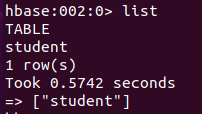 hbase:002:0> list
TABLE
student
1 row(s)
Took 0.5742 seconds
=> ["student"]